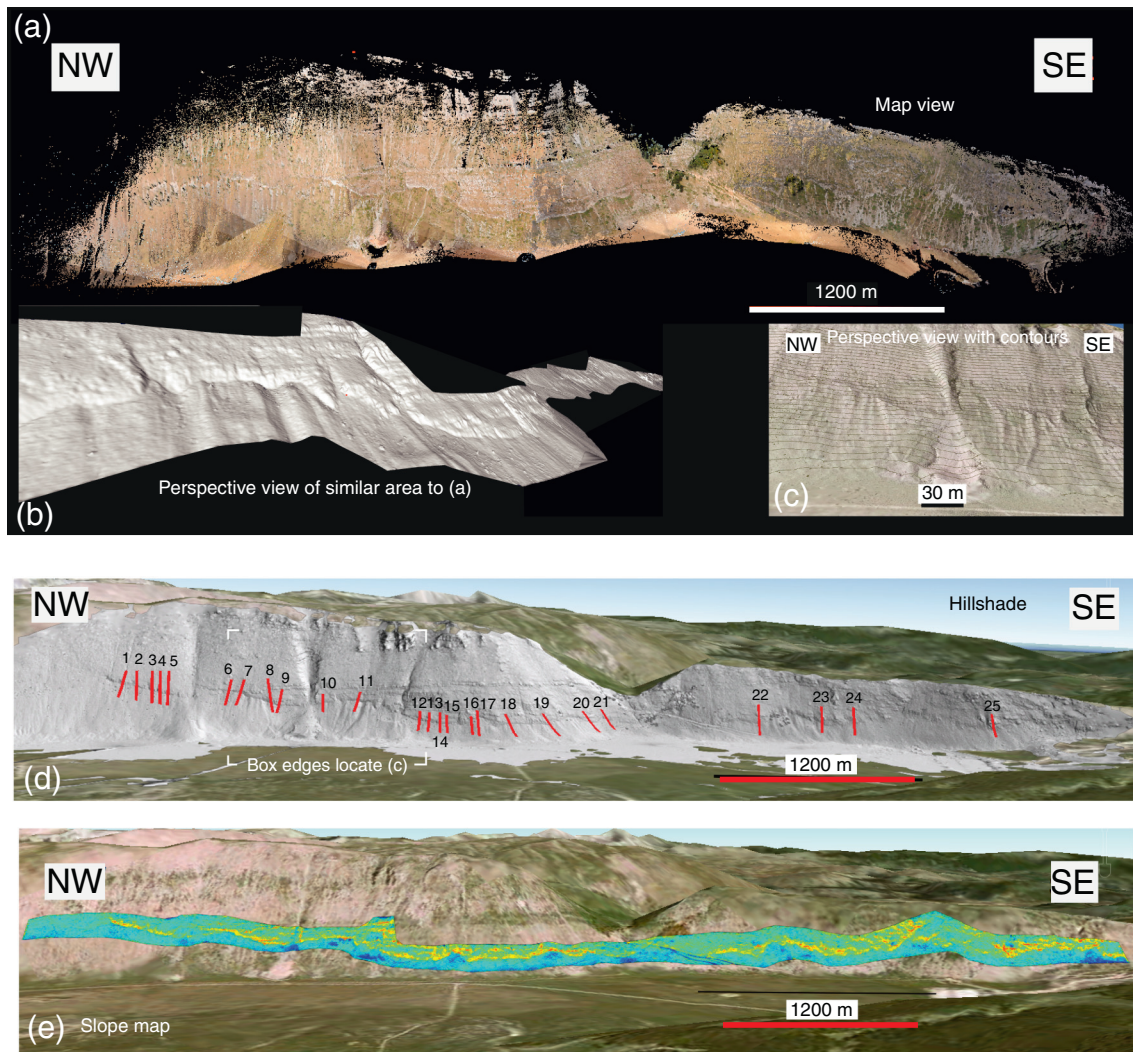 (a)
NW
SE
Map view
1200 m
Perspective view of similar area to (a)
(b)
Perspective view with contours
NW
SE
30 m
(c)
NW
Hillshade
SE
1 2 3 4 5 6 7 8 9 10 11 12 13 14 15 16 17 18 19 20 21 22 23 24 25
Box edges locate (c)
1200 m
(d)
NW
SE
1200 m
(e) Slope map